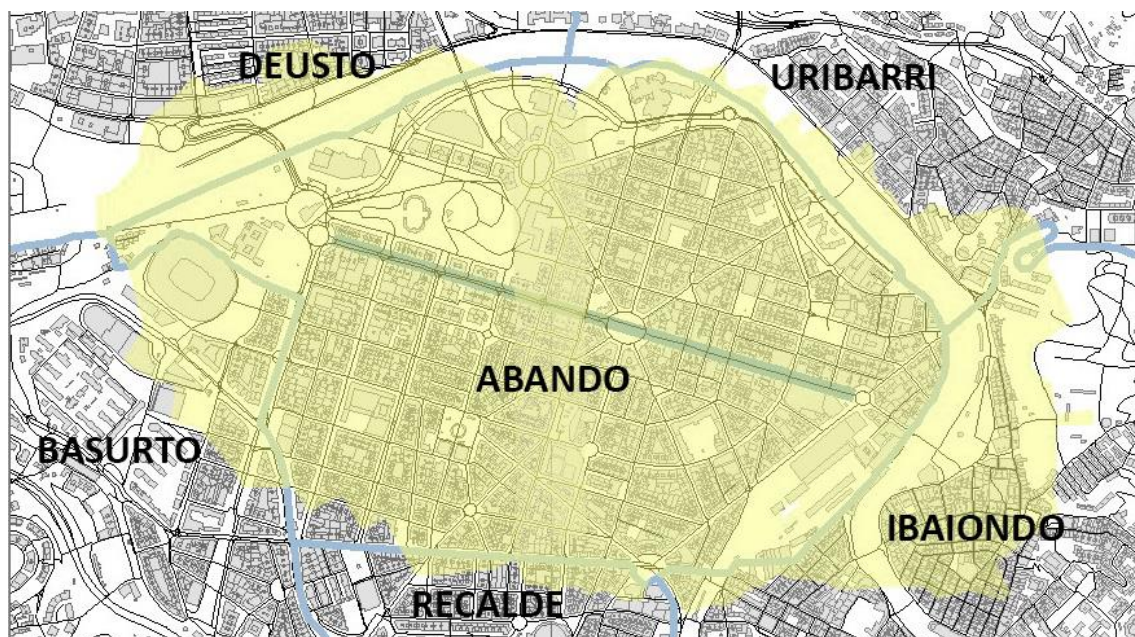 DEUSTO
URIBARRI
ABANDO
BASURTO
IBAIONDO
RECALDE